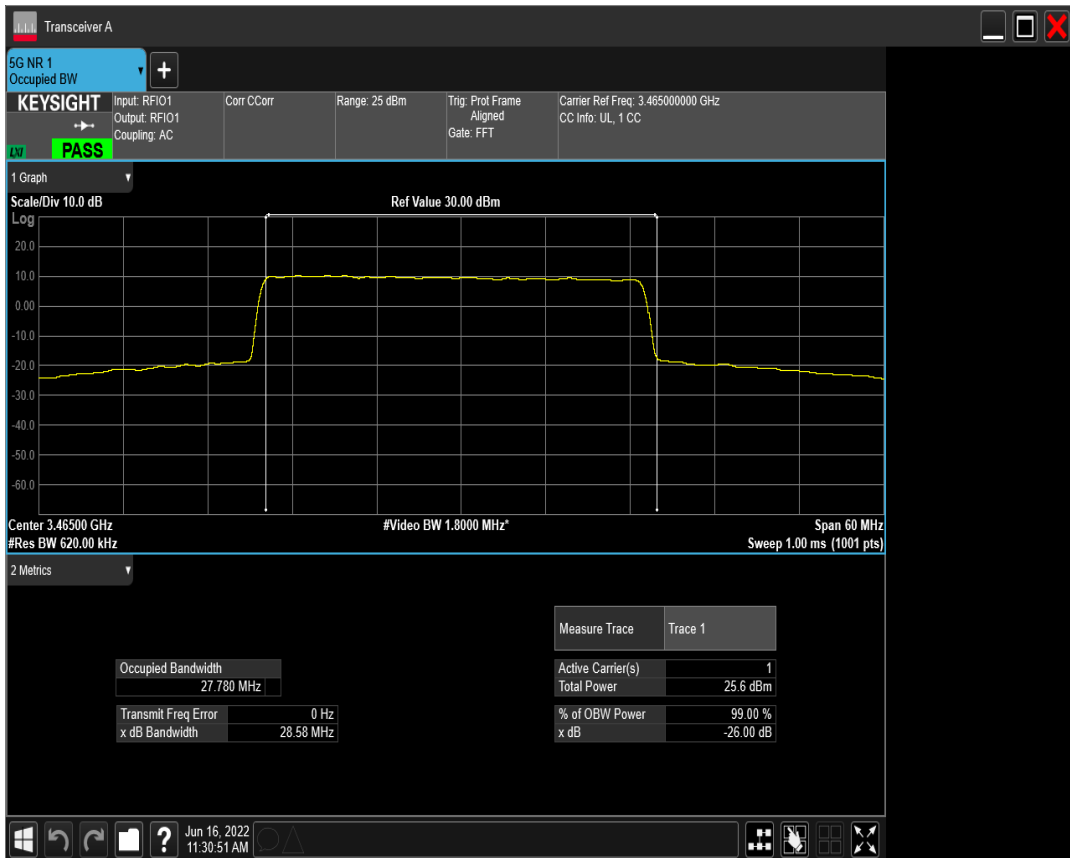 Transceiver A
5G NR 1
Occupied BW
+
KEYSIGHT
LXI
PASS
Input: RFIO1
Output: RFIO1
Coupling: AC
Corr CCorr
Range: 25 dBm
Trig: Prot Frame
Aligned
Gate: FFT
Carrier Ref Freq: 3.465000000 GHz
CC Info: UL, 1 CC
1 Graph
Scale/Div 10.0 dB
Ref Value 30.00 dBm
Log
20.0
10.0
0.00
-10.0
-20.0
-30.0
-40.0
-50.0
-60.0
Center 3.46500 GHz
#Video BW 1.8000 MHz*
Span 60 MHz
#Res BW 620.00 kHz
Sweep 1.00 ms (1001 pts)
2 Metrics
Measure Trace Trace 1
Occupied Bandwidth
27.780 MHz
Active Carrier(s) 1
Total Power 25.6 dBm
Transmit Freq Error 0 Hz
x dB Bandwidth 28.58 MHz
% of OBW Power 99.00 %
x dB -26.00 dB
?
Jun 16, 2022
11:30:51 AM